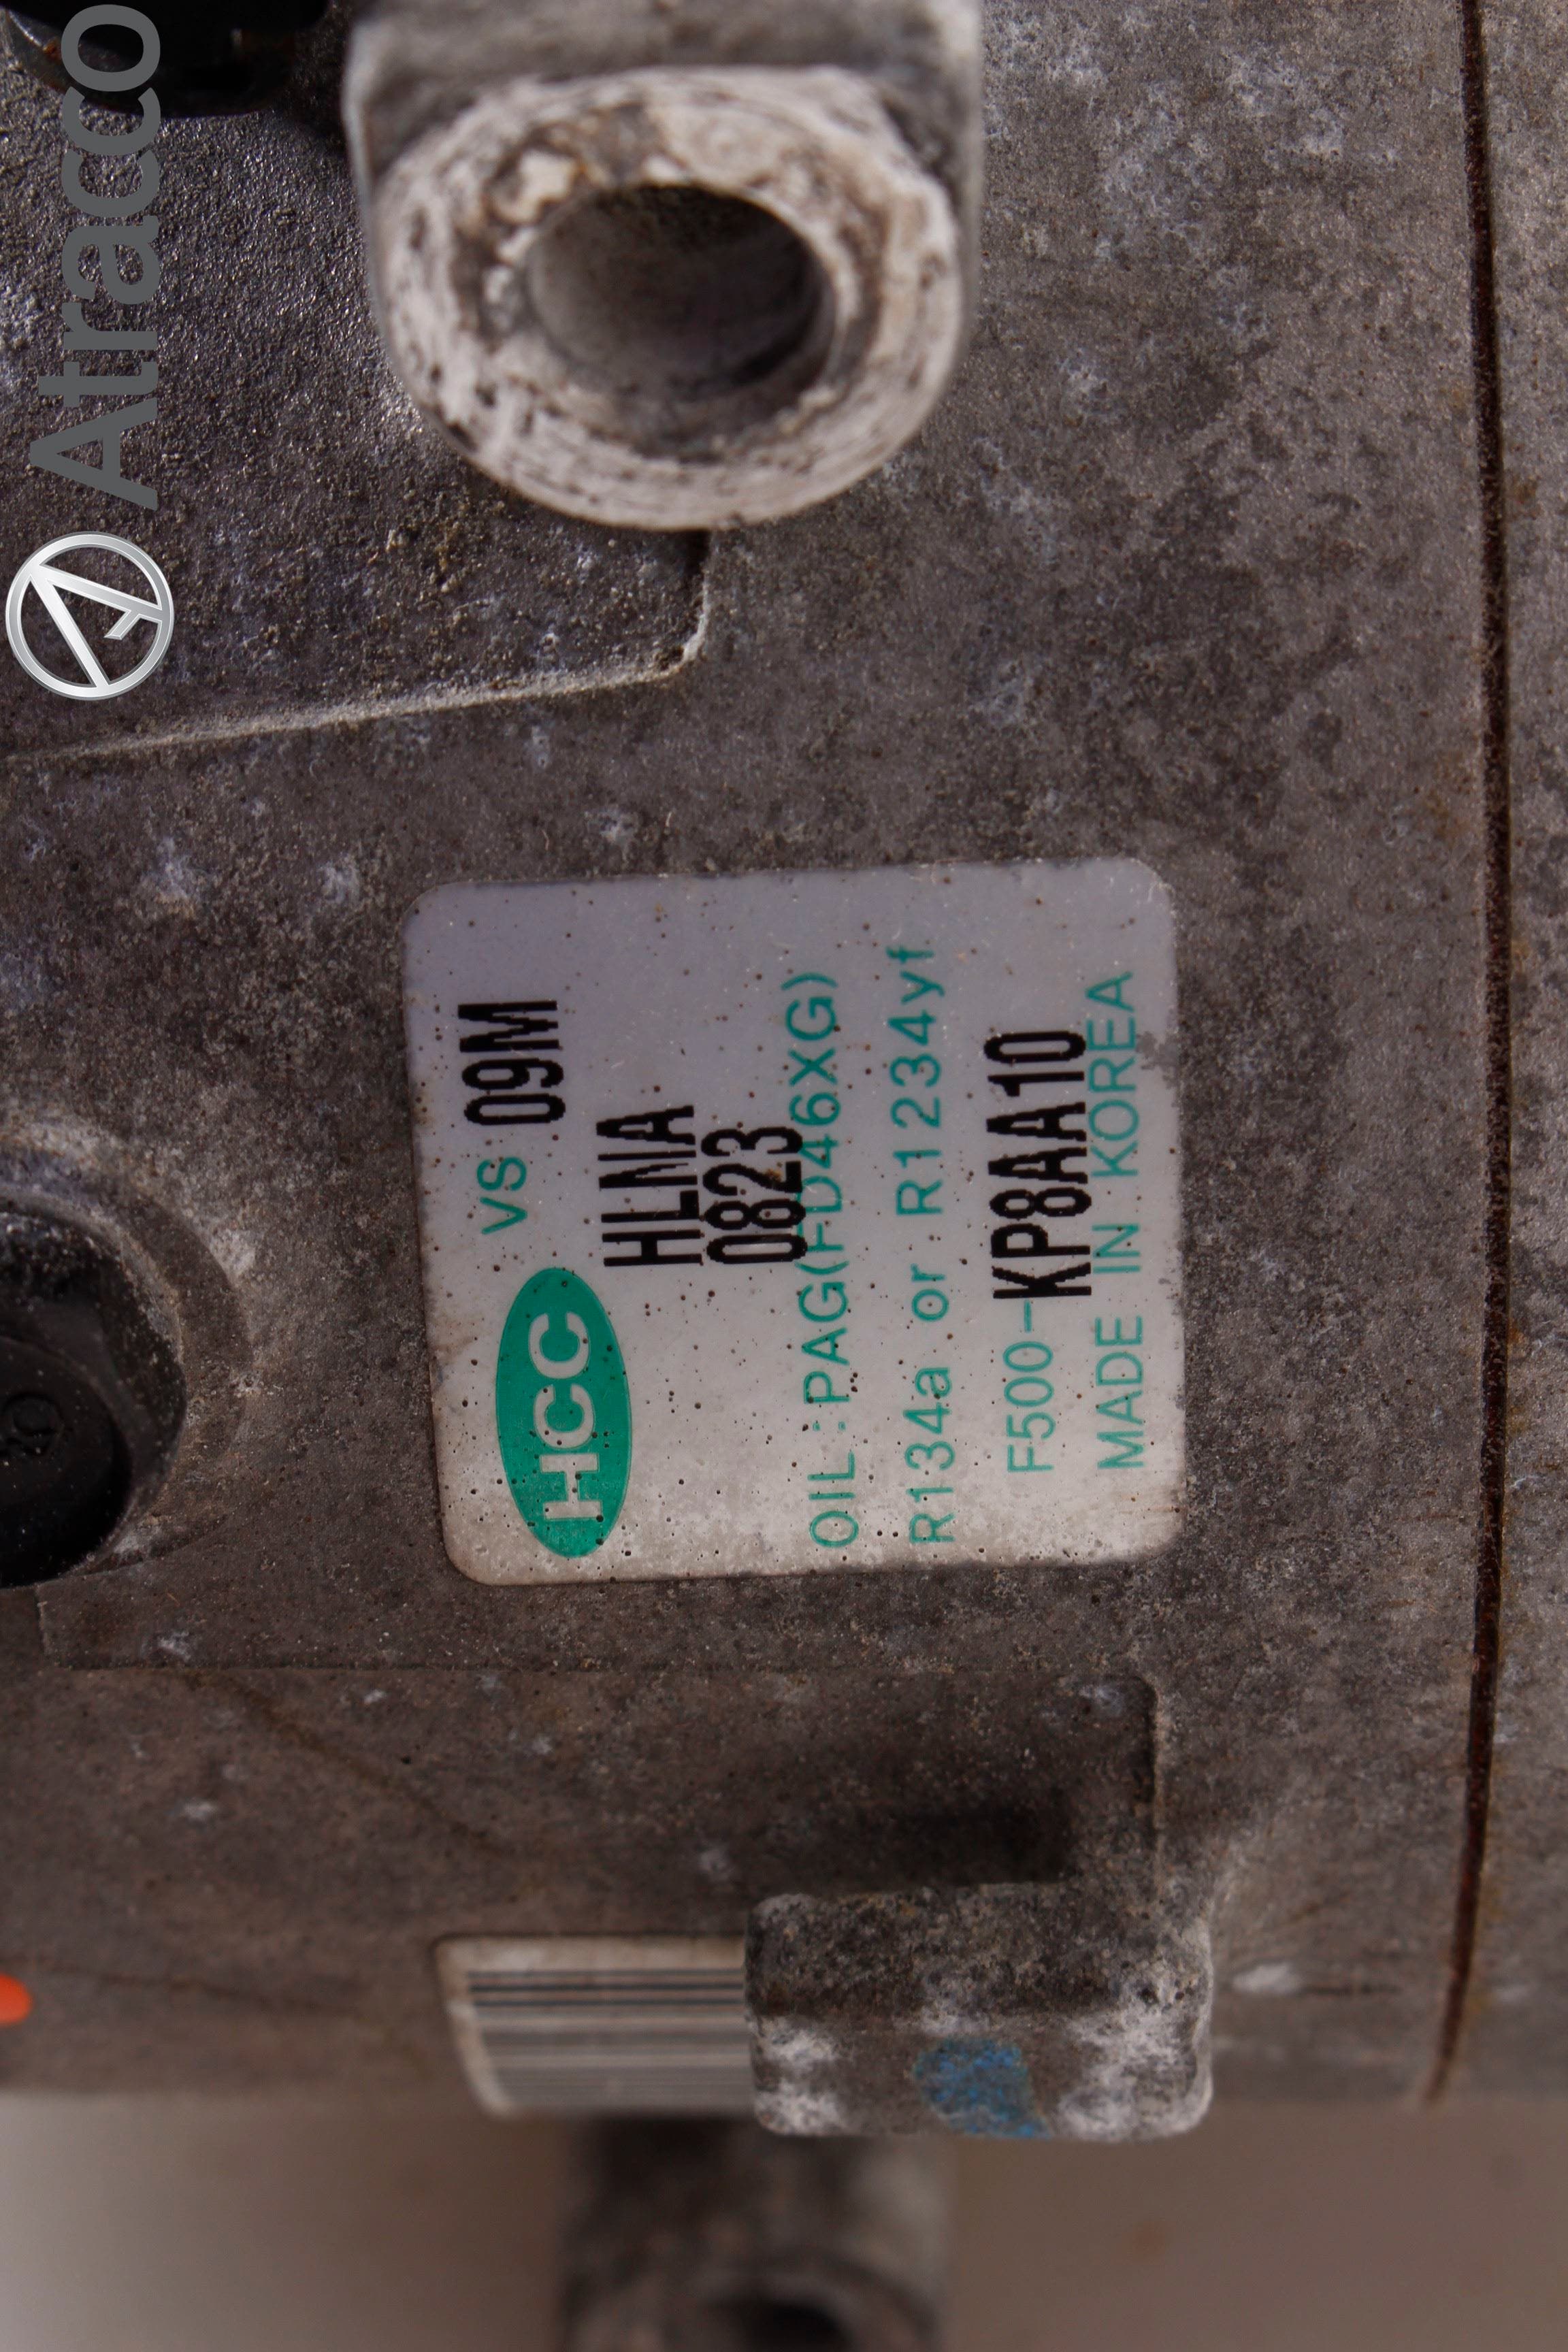 Atracco
HCC VS 09M
HLNA
0823
OIL : PAG(FD46XG)
R134a or R1234yf
F500-KP8AA10
MADE IN KOREA